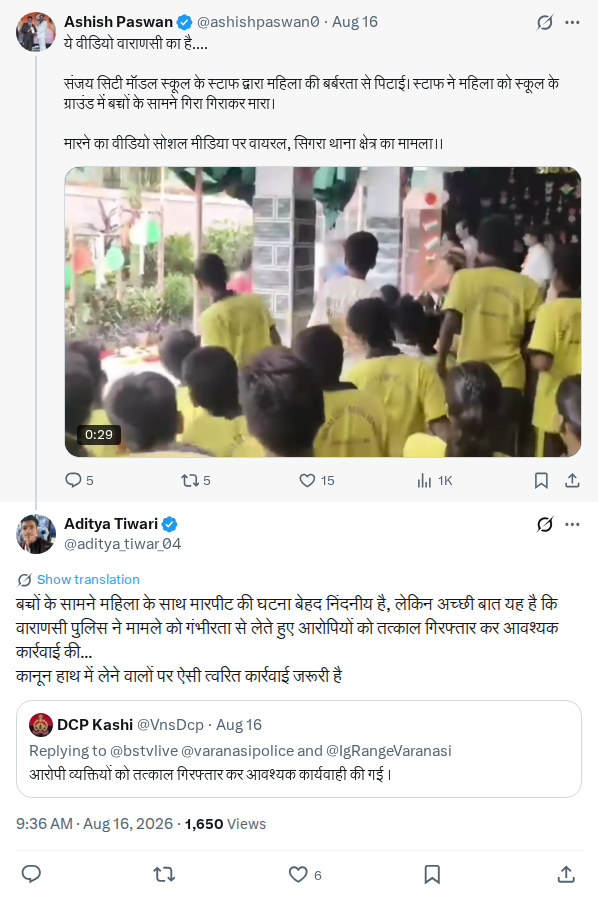 Ashish Paswan @ashishpaswan0 · Aug 16
ये वीडियो वाराणसी का है....
संजय सिटी मॉडल स्कूल के स्टाफ द्वारा महिला की बर्बरता से पिटाई। स्टाफ ने महिला को स्कूल के
ग्राउंड में बच्चों के सामने गिरा गिराकर मारा।
मारने का वीडियो सोशल मीडिया पर वायरल, सिगरा थाना क्षेत्र का मामला।।
0:29
5 5 15 1K
Aditya Tiwari
@aditya_tiwar_04
Show translation
बच्चों के सामने महिला के साथ मारपीट की घटना बेहद निंदनीय है, लेकिन अच्छी बात यह है कि
वाराणसी पुलिस ने मामले को गंभीरता से लेते हुए आरोपियों को तत्काल गिरफ्तार कर आवश्यक
कार्रवाई की...
कानून हाथ में लेने वालों पर ऐसी त्वरित कार्रवाई जरूरी है
DCP Kashi @VnsDcp · Aug 16
Replying to @bstvlive @varanasipolice and @IgRangeVaranasi
आरोपी व्यक्तियों को तत्काल गिरफ्तार कर आवश्यक कार्यवाही की गई।
9:36 AM · Aug 16, 2026 · 1,650 Views
6